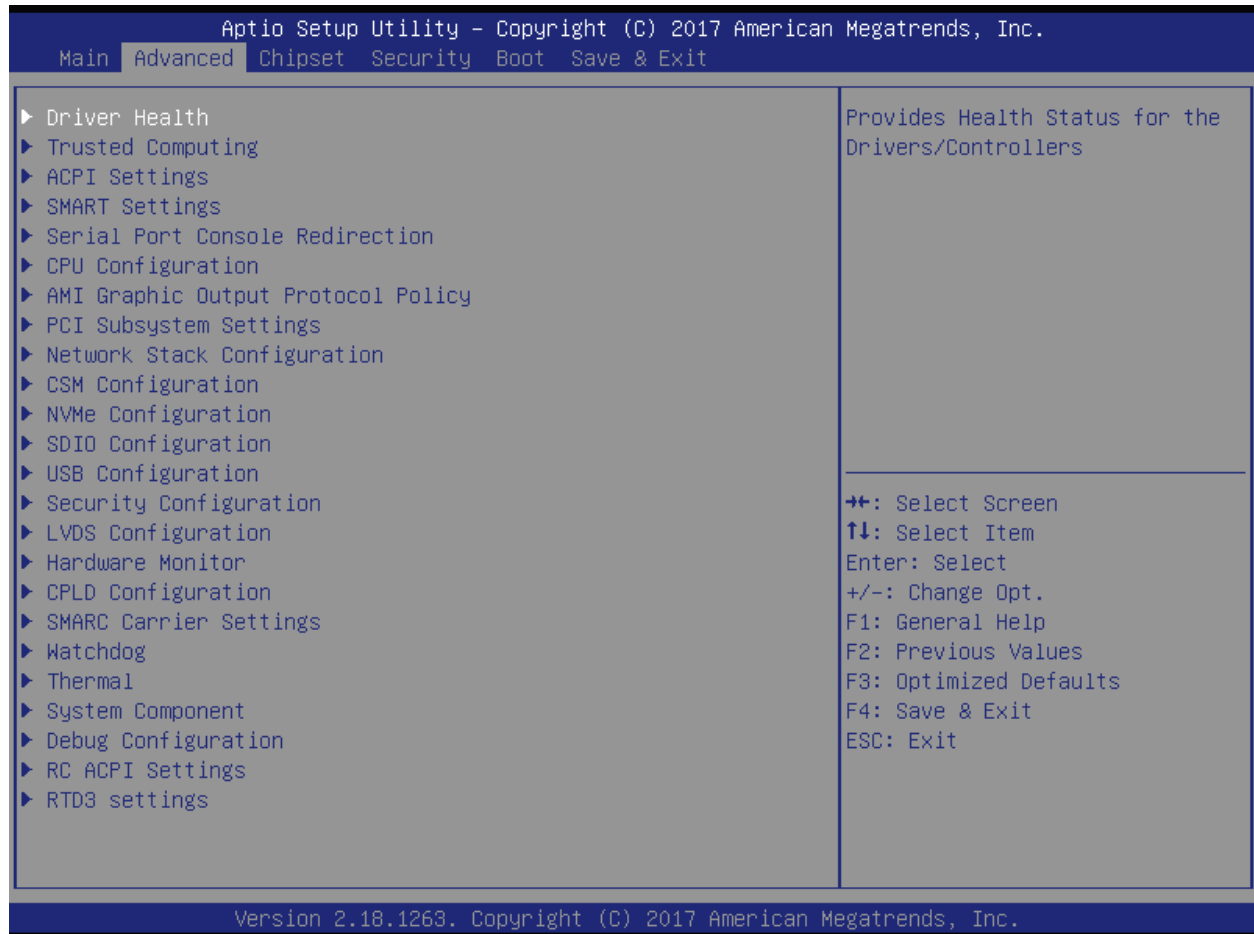 Aptio Setup Utility – Copyright (C) 2017 American Megatrends, Inc.
Main Advanced Chipset Security Boot Save & Exit
▶ Driver Health
▶ Trusted Computing
▶ ACPI Settings
▶ SMART Settings
▶ Serial Port Console Redirection
▶ CPU Configuration
▶ AMI Graphic Output Protocol Policy
▶ PCI Subsystem Settings
▶ Network Stack Configuration
▶ CSM Configuration
▶ NVMe Configuration
▶ SDIO Configuration
▶ USB Configuration
▶ Security Configuration
▶ LVDS Configuration
▶ Hardware Monitor
▶ CPLD Configuration
▶ SMARC Carrier Settings
▶ Watchdog
▶ Thermal
▶ System Component
▶ Debug Configuration
▶ RC ACPI Settings
▶ RTD3 settings
Provides Health Status for the
Drivers/Controllers
→←: Select Screen
↑↓: Select Item
Enter: Select
+/-: Change Opt.
F1: General Help
F2: Previous Values
F3: Optimized Defaults
F4: Save & Exit
ESC: Exit
Version 2.18.1263. Copyright (C) 2017 American Megatrends, Inc.